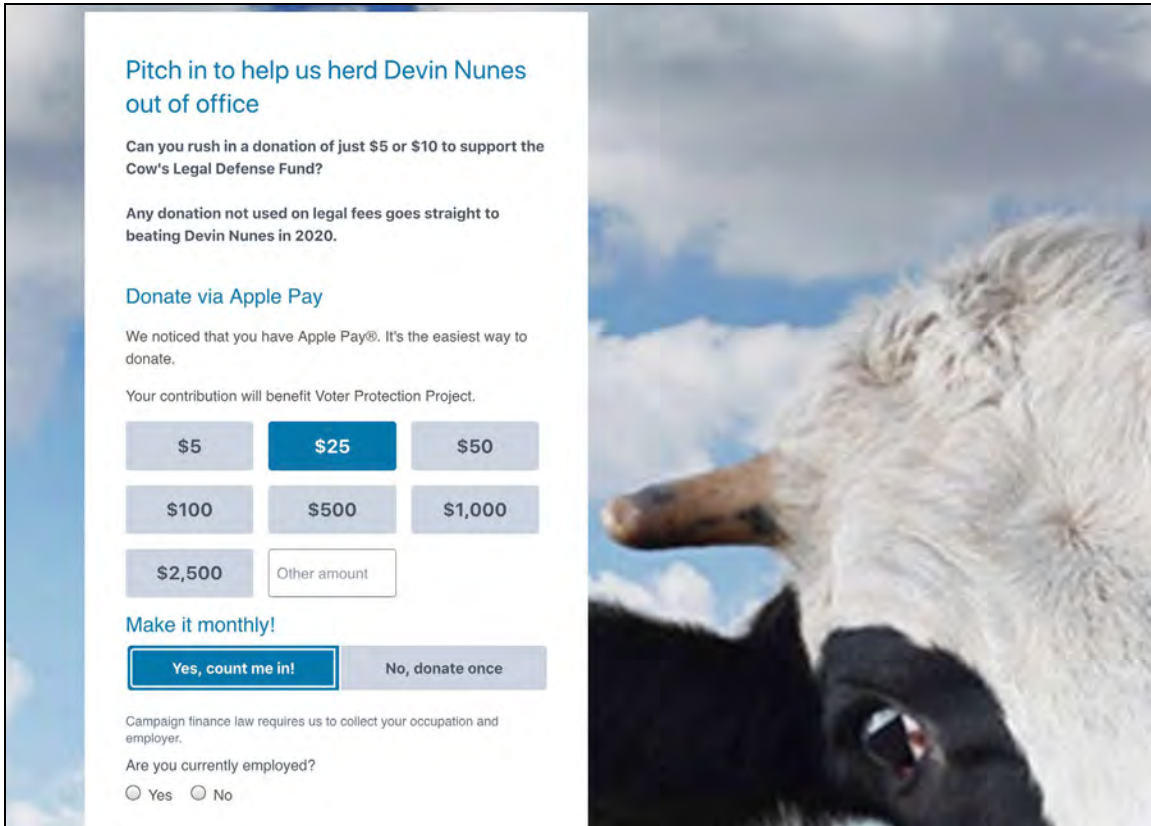 Pitch in to help us herd Devin Nunes
out of office
Can you rush in a donation of just $5 or $10 to support the
Cow's Legal Defense Fund?
Any donation not used on legal fees goes straight to
beating Devin Nunes in 2020.
Donate via Apple Pay
We noticed that you have Apple Pay®. It's the easiest way to
donate.
Your contribution will benefit Voter Protection Project.
$5 $25 $50
$100 $500 $1,000
$2,500 Other amount
Make it monthly!
Yes, count me in! No, donate once
Campaign finance law requires us to collect your occupation and
employer.
Are you currently employed?
Yes No